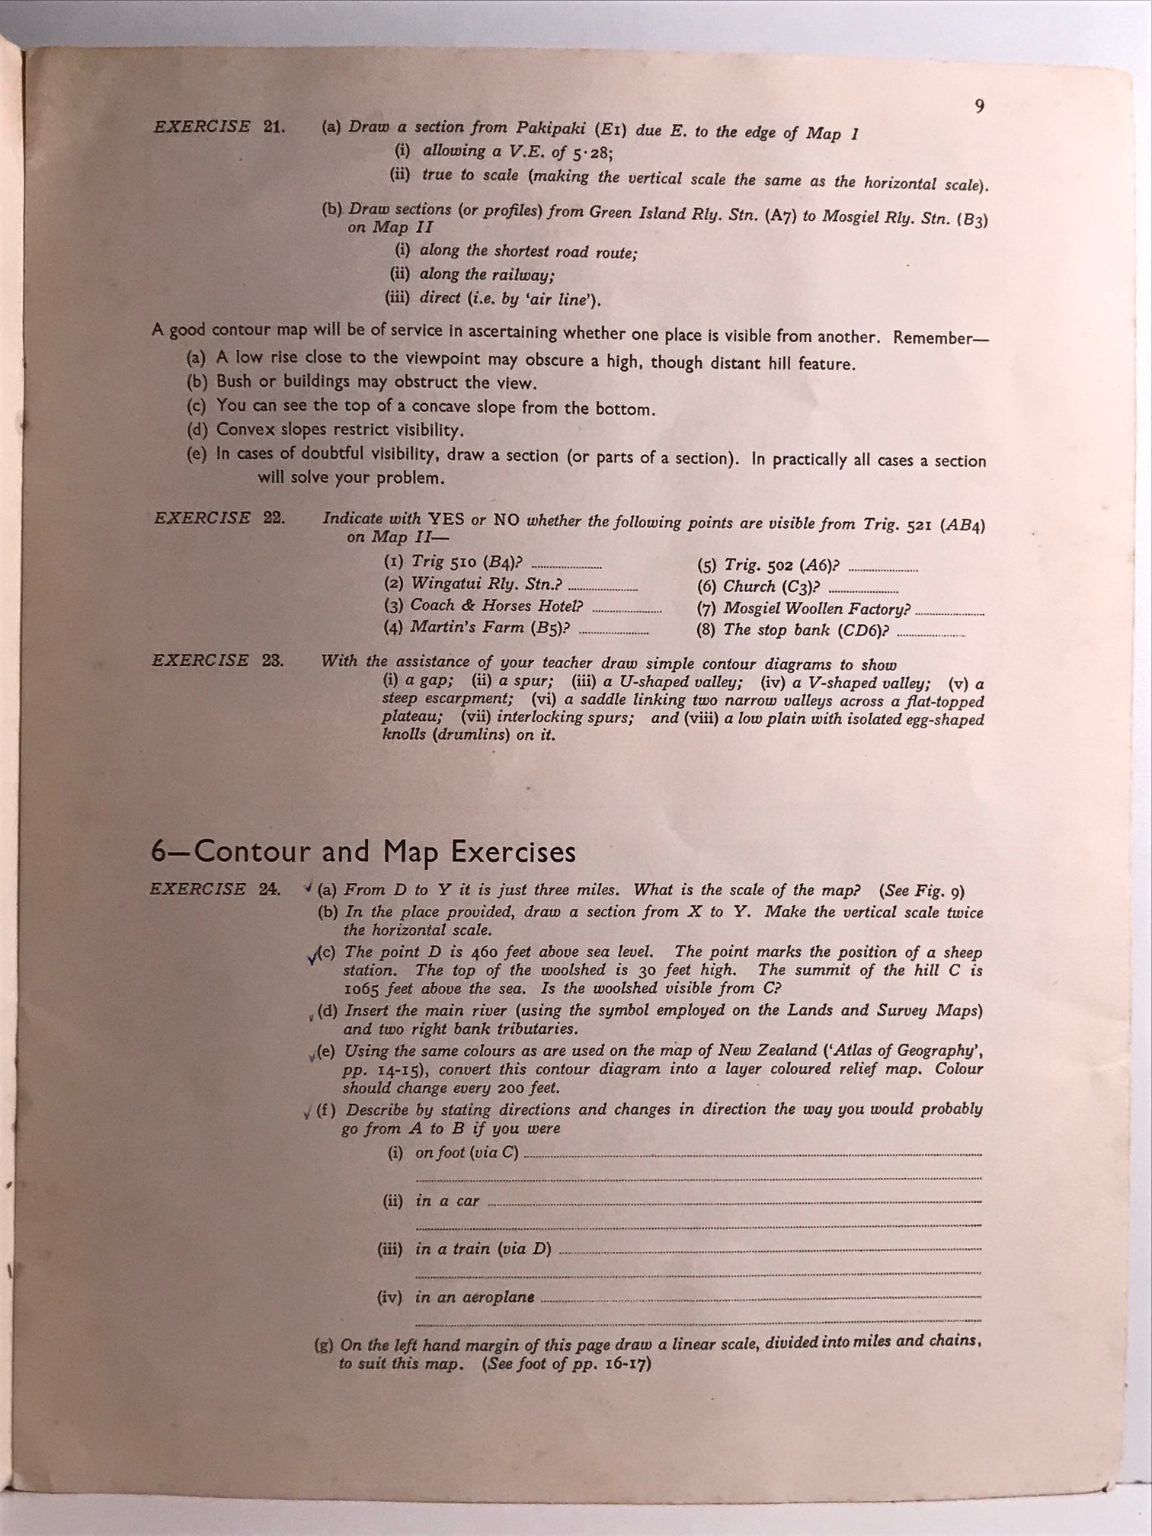 9
EXERCISE 21. (a) Draw a section from Pakipaki (E1) due E. to the edge of Map 1
(i) allowing a V.E. of 5·28;
(ii) true to scale (making the vertical scale the same as the horizontal scale).
(b) Draw sections (or profiles) from Green Island Rly. Stn. (A7) to Mosgiel Rly. Stn. (B3)
on Map II
(i) along the shortest road route;
(ii) along the railway;
(iii) direct (i.e. by ‘air line’).
A good contour map will be of service in ascertaining whether one place is visible from another. Remember—
(a) A low rise close to the viewpoint may obscure a high, though distant hill feature.
(b) Bush or buildings may obstruct the view.
(c) You can see the top of a concave slope from the bottom.
(d) Convex slopes restrict visibility.
(e) In cases of doubtful visibility, draw a section (or parts of a section). In practically all cases a section
will solve your problem.
EXERCISE 22. Indicate with YES or NO whether the following points are visible from Trig. 521 (AB4)
on Map II—
(1) Trig 510 (B4)? .................... (5) Trig. 502 (A6)? ....................
(2) Wingatui Rly. Stn.? .................... (6) Church (C3)? ....................
(3) Coach & Horses Hotel? .................... (7) Mosgiel Woollen Factory? ....................
(4) Martin's Farm (B5)? .................... (8) The stop bank (CD6)? ....................
EXERCISE 23. With the assistance of your teacher draw simple contour diagrams to show
(i) a gap; (ii) a spur; (iii) a U-shaped valley; (iv) a V-shaped valley; (v) a
steep escarpment; (vi) a saddle linking two narrow valleys across a flat-topped
plateau; (vii) interlocking spurs; and (viii) a low plain with isolated egg-shaped
knolls (drumlins) on it.
6—Contour and Map Exercises
EXERCISE 24. (a) From D to Y it is just three miles. What is the scale of the map? (See Fig. 9)
(b) In the place provided, draw a section from X to Y. Make the vertical scale twice
the horizontal scale.
(c) The point D is 460 feet above sea level. The point marks the position of a sheep
station. The top of the woolshed is 30 feet high. The summit of the hill C is
1065 feet above the sea. Is the woolshed visible from C?
(d) Insert the main river (using the symbol employed on the Lands and Survey Maps)
and two right bank tributaries.
(e) Using the same colours as are used on the map of New Zealand (‘Atlas of Geography’,
pp. 14-15), convert this contour diagram into a layer coloured relief map. Colour
should change every 200 feet.
(f) Describe by stating directions and changes in direction the way you would probably
go from A to B if you were
(i) on foot (via C) ....................
(ii) in a car ....................
(iii) in a train (via D) ....................
(iv) in an aeroplane ....................
(g) On the left hand margin of this page draw a linear scale, divided into miles and chains,
to suit this map. (See foot of pp. 16-17)